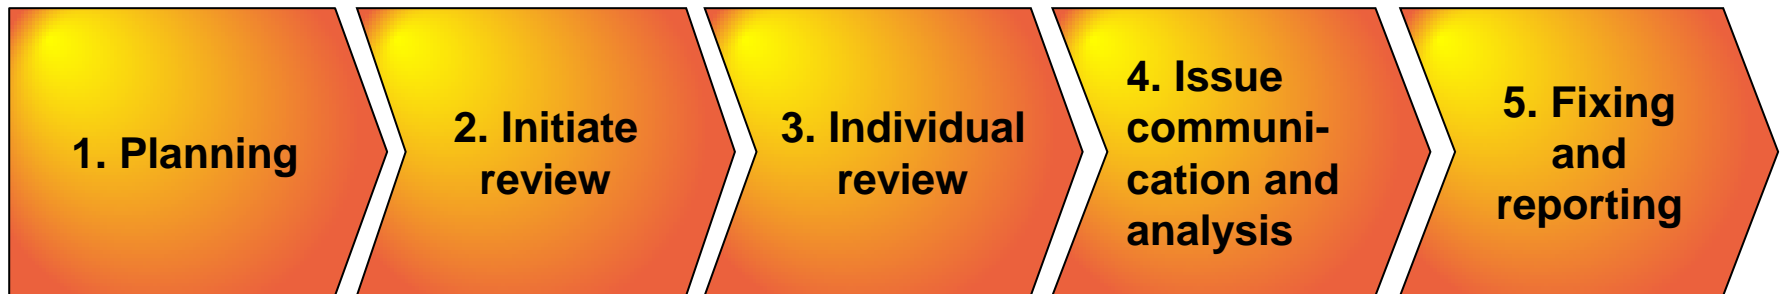 1. Planning
2. Initiate
review
3. Individual
review
4. Issue
communi-
cation and
analysis
5. Fixing
and
reporting